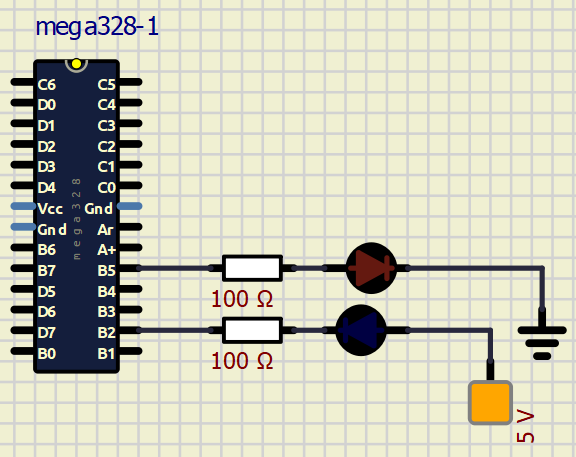 mega328-1
C6 C5
D0 C4
D1 C3
D2 C2
D3 C1
D4 C0
Vcc Gnd
Gnd Ar
B6 A+
B7 B5
D5 B4
D6 B3
D7 B2
B0 B1
mega328
100 Ω
100 Ω
5 V